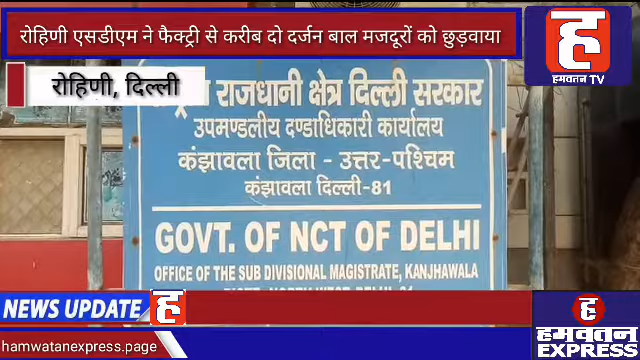 रोहिणी एसडीएम ने फैक्ट्री से करीब दो दर्जन बाल मजदूरों को छुड़वाया
ह
हमवतन TV
रोहिणी, दिल्ली
राजधानी क्षेत्र दिल्ली सरकार
उपमण्डलीय दण्डाधिकारी कार्यालय
कंझावला जिला - उत्तर-पश्चिम
कंझावला दिल्ली-81
GOVT. OF NCT OF DELHI
OFFICE OF THE SUB DIVISIONAL MAGISTRATE, KANJHAWALA
NEWS UPDATE
ह
ह
हमवतन
EXPRESS
hamwatanexpress.page